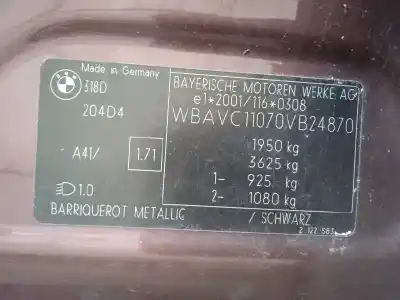 BMW
Made in Germany
318D
204D4
A41/ 1.71
1.0
BARRIQUEROT METALLIC
BAYERISCHE MOTOREN WERKE AG
e1*2001/116*0308
WBAVC11070VB24870
1950 kg
3625 kg
1- 925 kg
2- 1080 kg
/ SCHWARZ